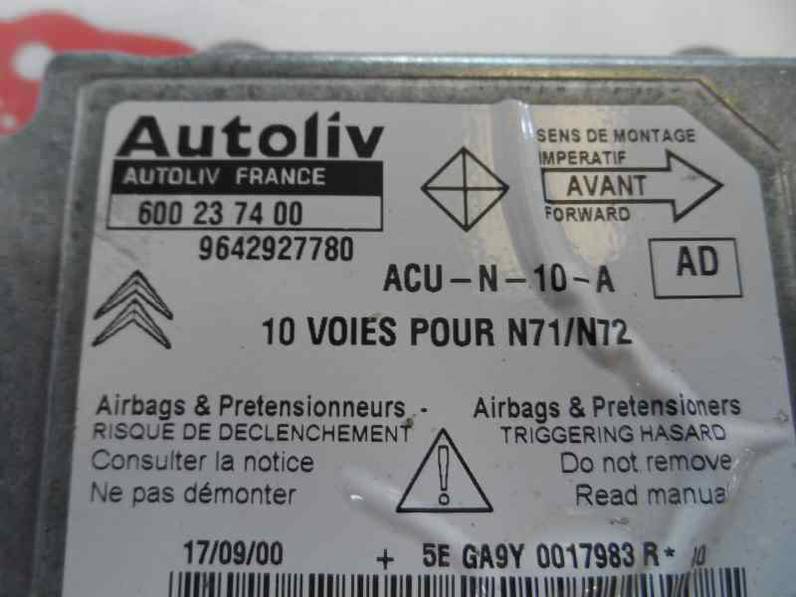 Autoliv
AUTOLIV FRANCE
600 23 74 00
9642927780
SENS DE MONTAGE
IMPERATIF
AVANT
FORWARD
ACU-N-10-A
AD
10 VOIES POUR N71/N72
Airbags & Pretensionneurs -
RISQUE DE DECLENCHEMENT
Consulter la notice
Ne pas démonter
Airbags & Pretensioners
TRIGGERING HASARD
Do not remove
Read manual
17/09/00 + 5E GA9Y 0017983 R*